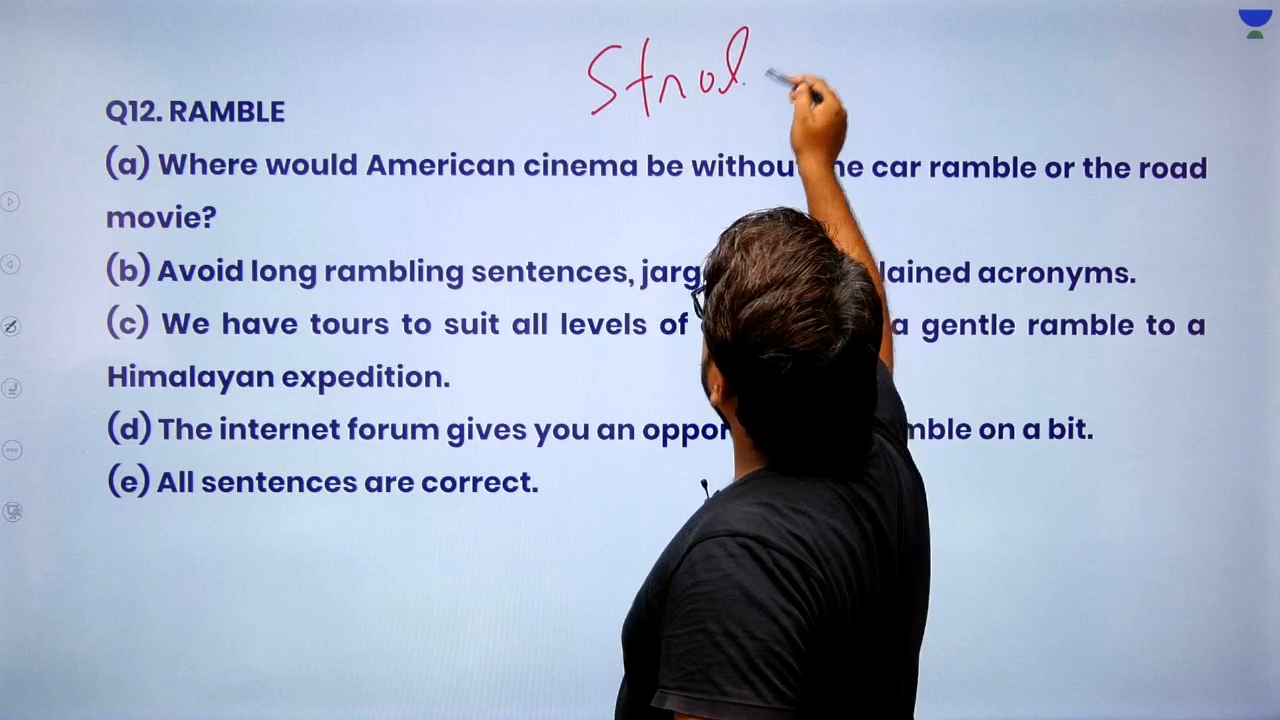 Strol
Q12. RAMBLE
(a) Where would American cinema be withou he car ramble or the road
movie?
(b) Avoid long rambling sentences, jarg lained acronyms.
(c) We have tours to suit all levels of a gentle ramble to a
Himalayan expedition.
(d) The internet forum gives you an oppor mble on a bit.
(e) All sentences are correct.